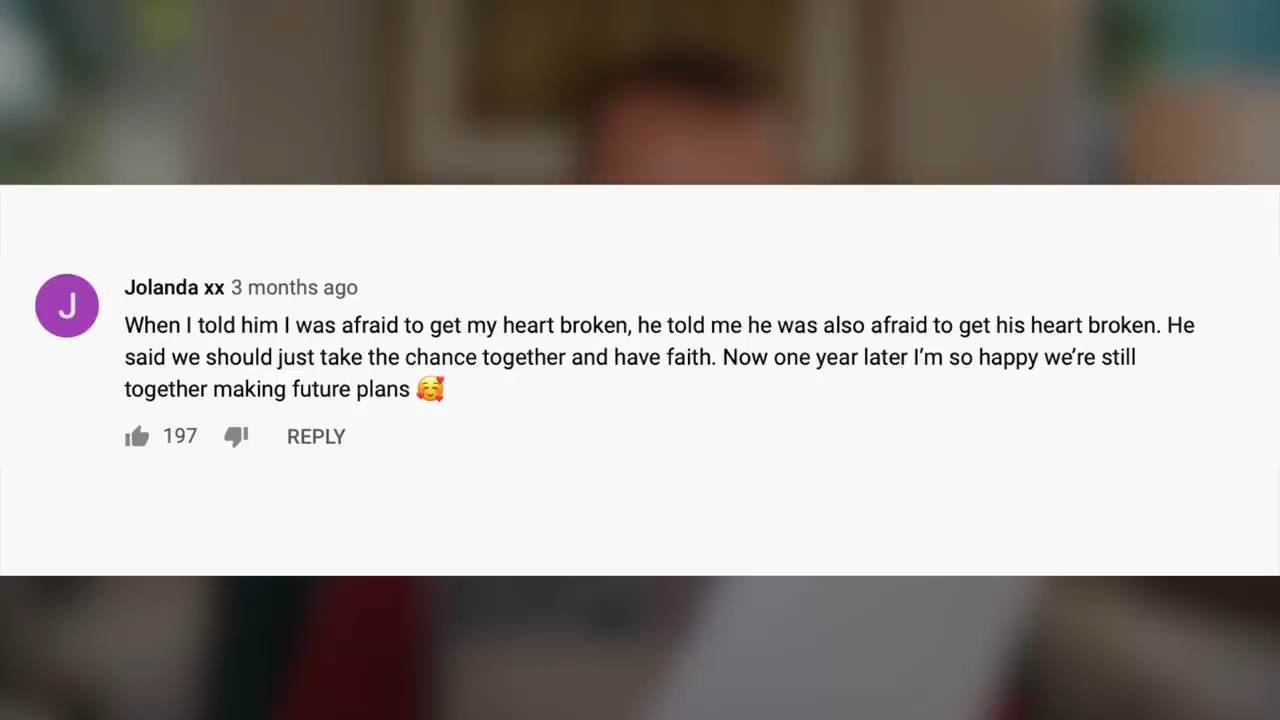 J
Jolanda xx 3 months ago
When I told him I was afraid to get my heart broken, he told me he was also afraid to get his heart broken. He
said we should just take the chance together and have faith. Now one year later I’m so happy we’re still
together making future plans 🥰
197 REPLY